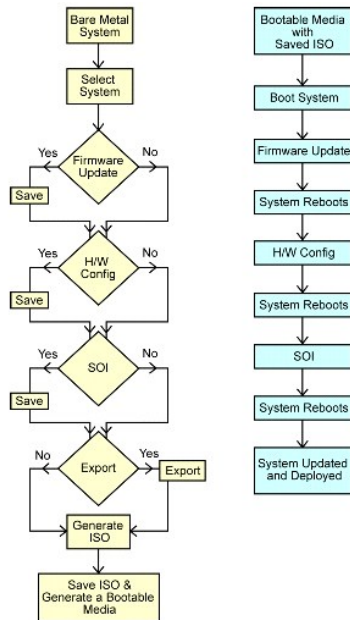 Bare Metal
System
Select
System
Yes
No
Firmware
Update
Save
Yes
No
H/W
Config
Save
Yes
No
SOI
Save
No
Yes
Export
Export
Generate
ISO
Save ISO &
Generate a Bootable
Media
Bootable Media
with
Saved ISO
Boot System
Firmware Update
System Reboots
H/W Config
System Reboots
SOI
System Reboots
System Updated
and Deployed